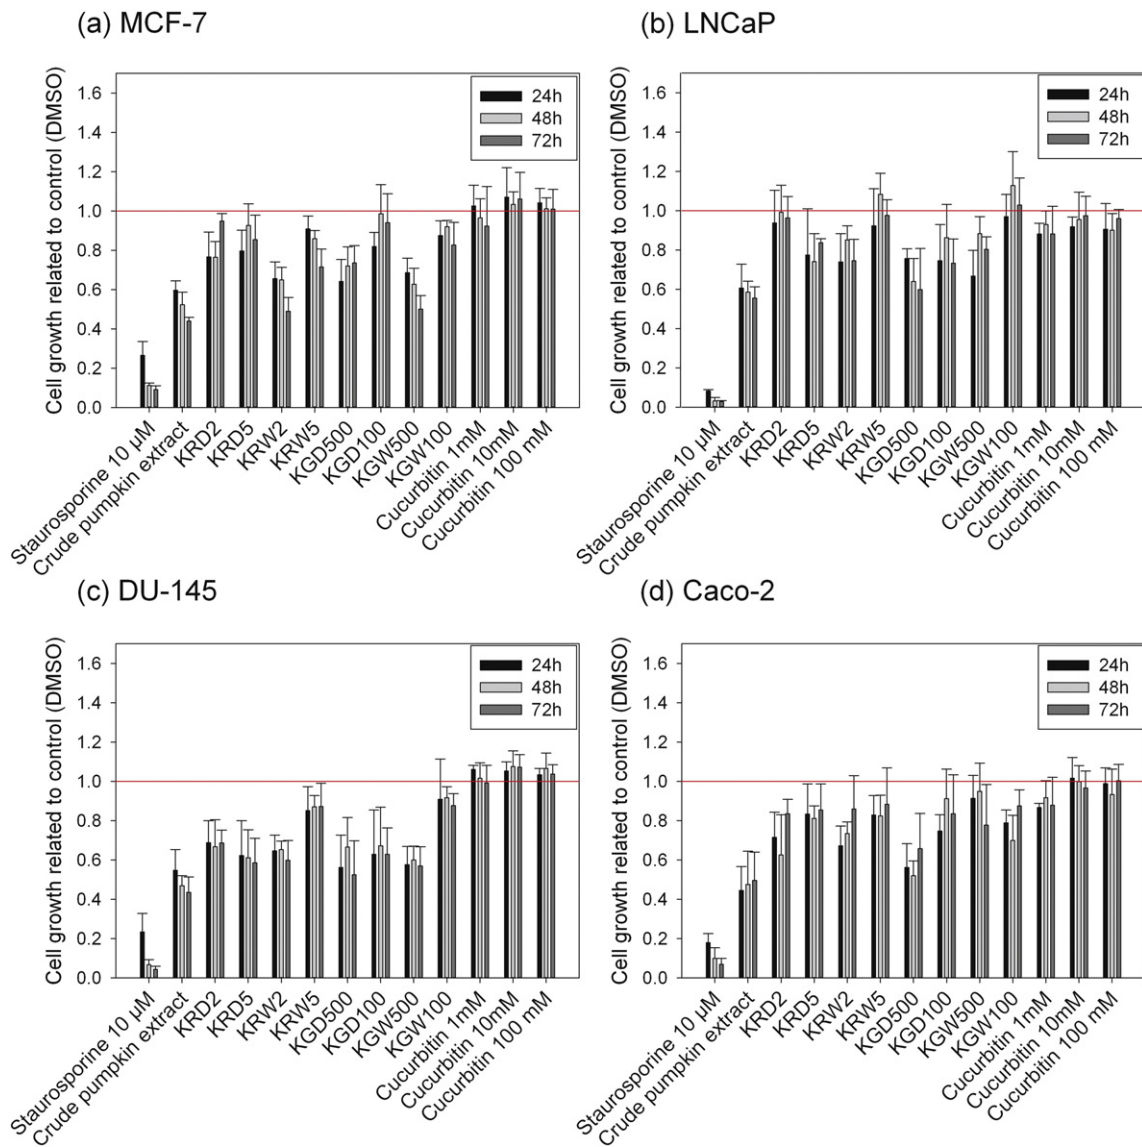 (a) MCF-7
Cell growth related to control (DMSO)
1.6
1.4
1.2
1.0
0.8
0.6
0.4
0.2
0.0
24h
48h
72h
Staurosporine 10 µM
Crude pumpkin extract
KRD2
KRD5
KRW2
KRW5
KGD500
KGD100
KGW500
KGW100
Cucurbitin 1mM
Cucurbitin 10mM
Cucurbitin 100 mM
(b) LNCaP
Cell growth related to control (DMSO)
1.6
1.4
1.2
1.0
0.8
0.6
0.4
0.2
0.0
24h
48h
72h
Staurosporine 10 µM
Crude pumpkin extract
KRD2
KRD5
KRW2
KRW5
KGD500
KGD100
KGW500
KGW100
Cucurbitin 1mM
Cucurbitin 10mM
Cucurbitin 100 mM
(c) DU-145
Cell growth related to control (DMSO)
1.6
1.4
1.2
1.0
0.8
0.6
0.4
0.2
0.0
24h
48h
72h
Staurosporine 10 µM
Crude pumpkin extract
KRD2
KRD5
KRW2
KRW5
KGD500
KGD100
KGW500
KGW100
Cucurbitin 1mM
Cucurbitin 10mM
Cucurbitin 100 mM
(d) Caco-2
Cell growth related to control (DMSO)
1.6
1.4
1.2
1.0
0.8
0.6
0.4
0.2
0.0
24h
48h
72h
Staurosporine 10 µM
Crude pumpkin extract
KRD2
KRD5
KRW2
KRW5
KGD500
KGD100
KGW500
KGW100
Cucurbitin 1mM
Cucurbitin 10mM
Cucurbitin 100 mM